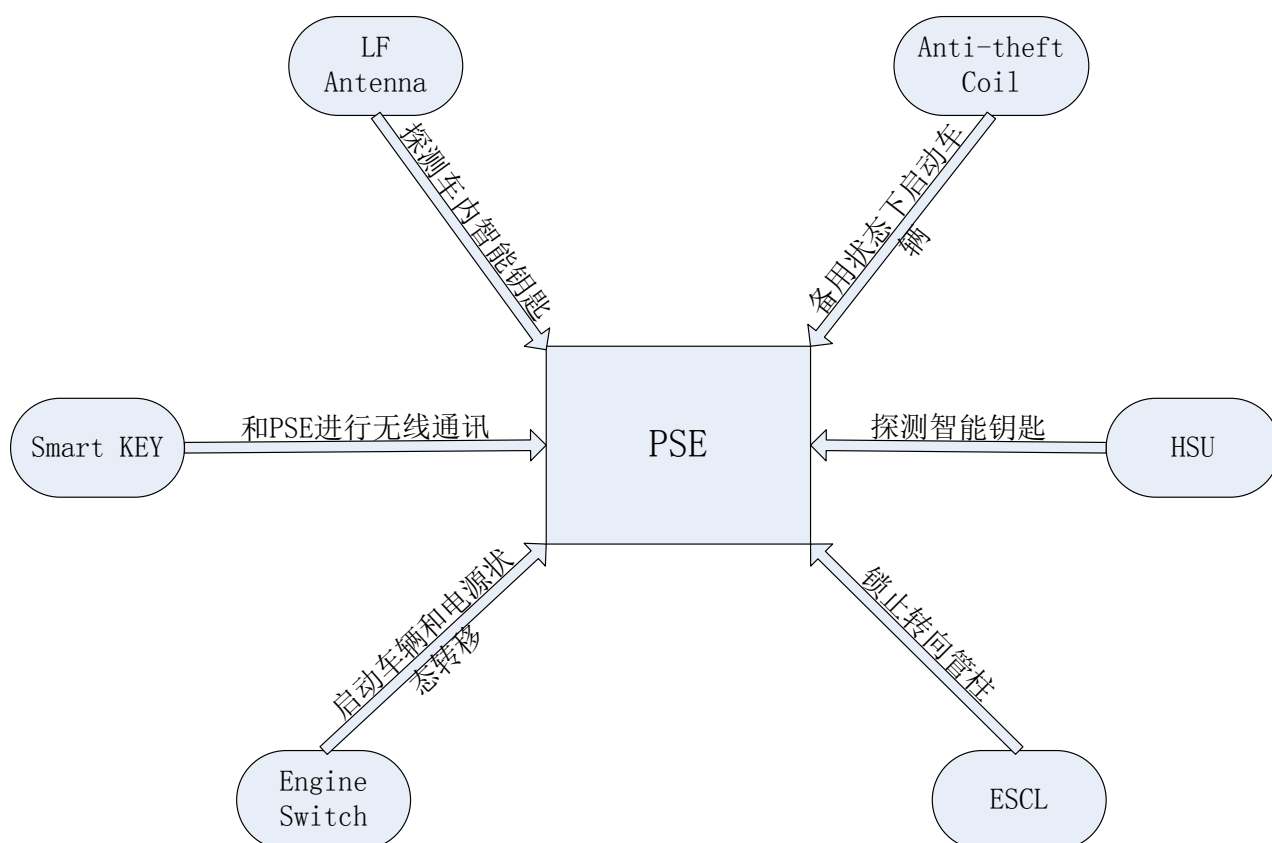 LF
Antenna
Anti-theft
Coil
探测车内智能钥匙
备用状态下启动车
辆
Smart KEY
和PSE进行无线通讯
PSE
探测智能钥匙
HSU
启动车辆和电源状
态转移
锁止转向管柱
Engine
Switch
ESCL